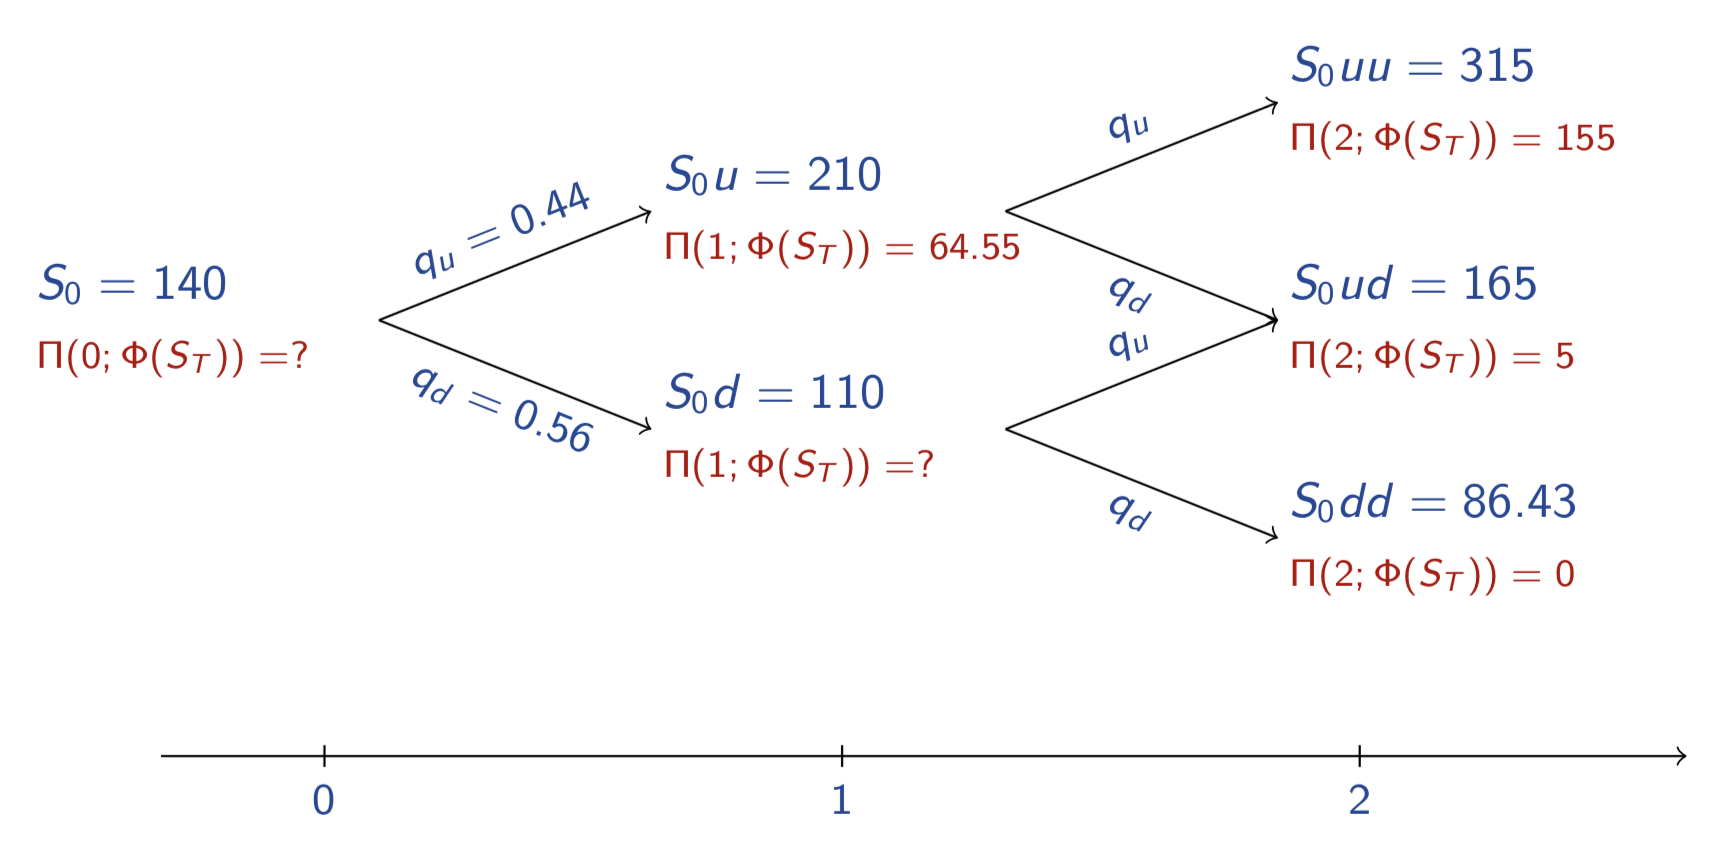 S₀uu = 315
Π(2; Φ(S_T)) = 155
q_u
S₀u = 210
Π(1; Φ(S_T)) = 64.55
q_u = 0.44
q_d
S₀ = 140
Π(0; Φ(S_T)) =?
S₀ud = 165
Π(2; Φ(S_T)) = 5
q_u
q_d = 0.56
S₀d = 110
Π(1; Φ(S_T)) =?
q_d
S₀dd = 86.43
Π(2; Φ(S_T)) = 0
0
1
2